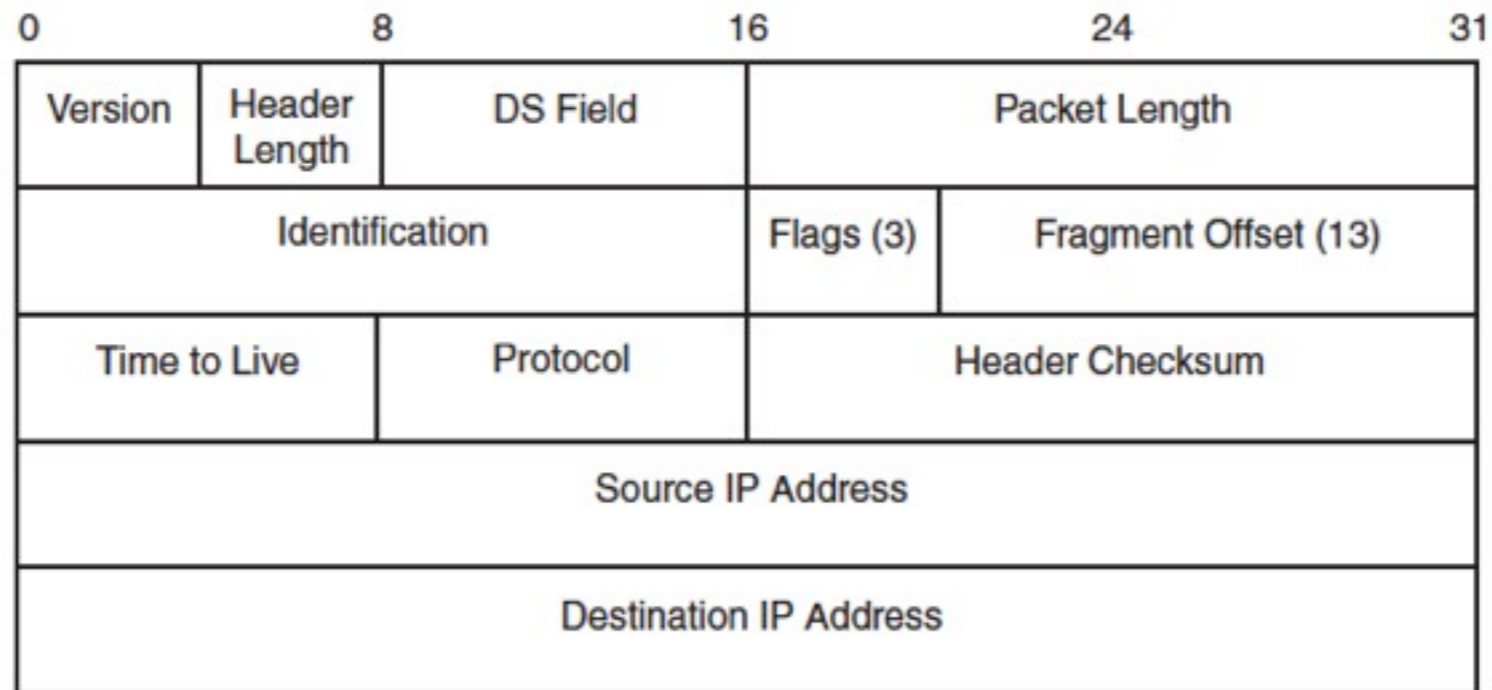 0 8 16 24 31
Version Header Length DS Field Packet Length
Identification Flags (3) Fragment Offset (13)
Time to Live Protocol Header Checksum
Source IP Address
Destination IP Address